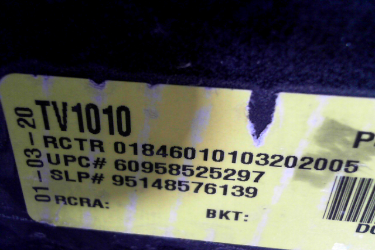 TV1010
01-03-20
RCTR 01846010103202005
UPC# 60958525297
SLP# 95148576139
RCRA:
BKT: